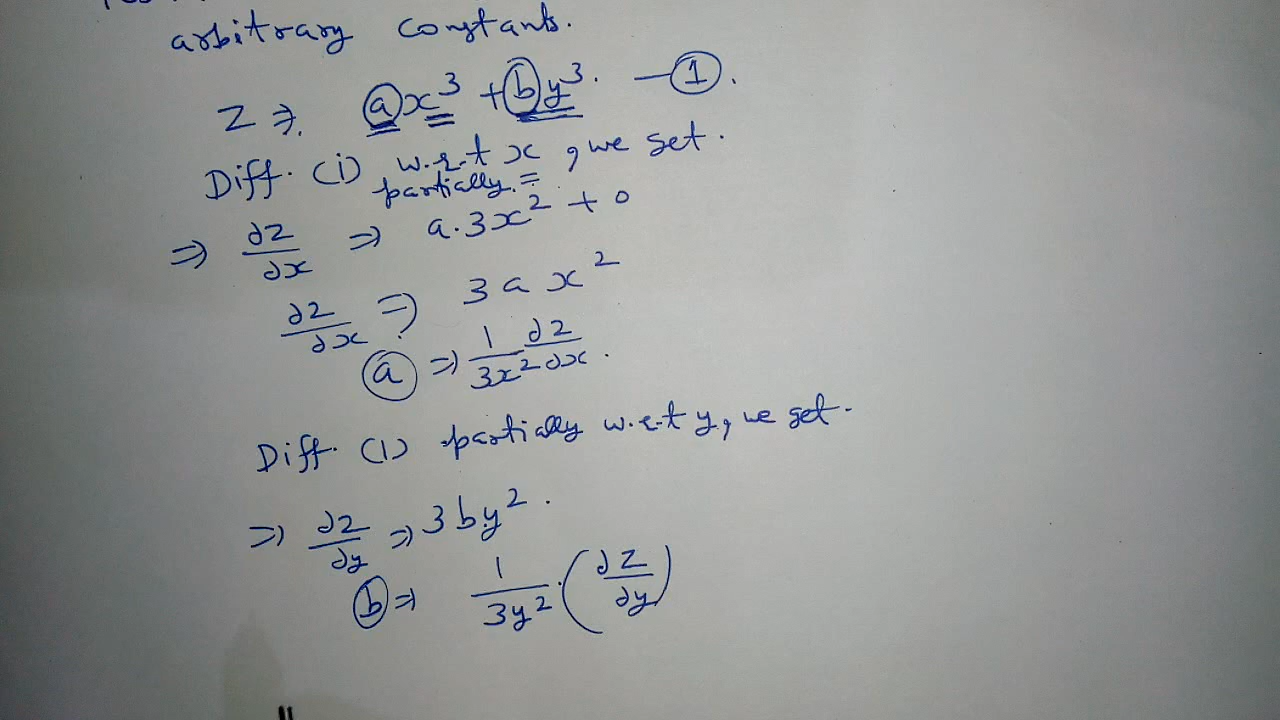 arbitrary constants.
Z ⇒. ax³ + by³. — ①.
Diff. (i) w.r.t x, we get.
partially.
⇒ ∂z/∂x ⇒ a.3x² + 0
∂z/∂x ⇒ 3ax²
a ⇒ 1/3x² ∂z/∂x.
Diff. (1) partially w.r.t y, we get.
⇒ ∂z/∂y ⇒ 3by².
b ⇒ 1/3y² . (∂z/∂y)